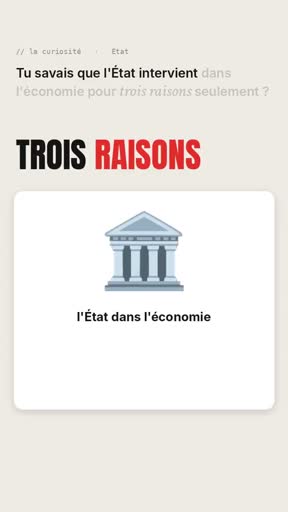 // la curiosité · État
Tu savais que l'État intervient dans
l'économie pour trois raisons seulement ?
TROIS RAISONS
l'État dans l'économie